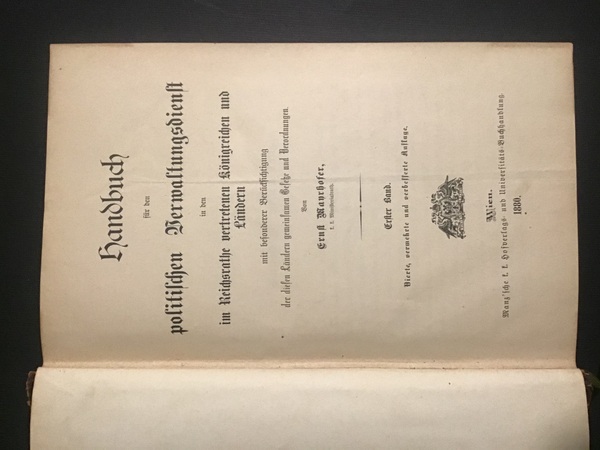 Handbuch
für den
politischen Verwaltungsdienst
in den
im Reichsrathe vertretenen Königreichen und
Ländern
mit besonderer Berücksichtigung
der diesen Ländern gemeinsamen Gesetze und Verordnungen.
Von
Ernst Mayrhofer,
k. k. Ministerialrath.
Erster Band.
Vierte, vermehrte und verbesserte Auflage.
Wien.
Manz'sche k. k. Hofverlags- und Universitäts-Buchhandlung
1880.